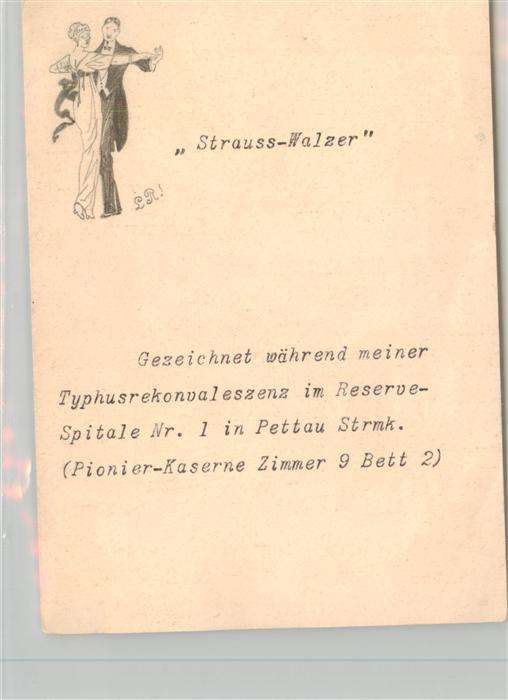 „Strauss-Walzer"
Gezeichnet während meiner
Typhusrekonvaleszenz im Reserve-
Spitale Nr. 1 in Pettau Strmk.
(Pionier-Kaserne Zimmer 9 Bett 2)